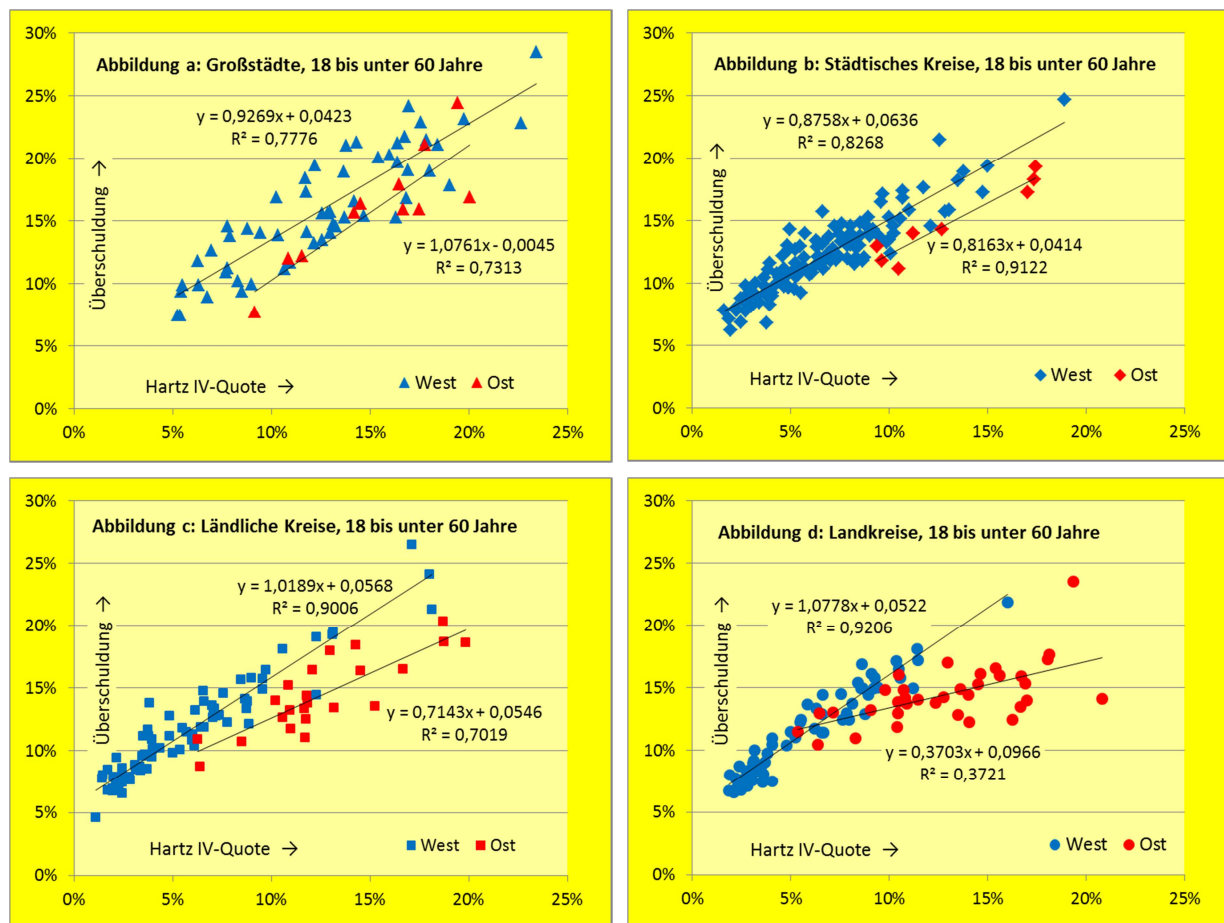 Abbildung a: Großstädte, 18 bis unter 60 Jahre
30%
25%
20%
15%
10%
5%
0%
y = 0,9269x + 0,0423
R² = 0,7776
y = 1,0761x - 0,0045
R² = 0,7313
Überschuldung →
Hartz IV-Quote →
West
Ost
0%
5%
10%
15%
20%
25%
Abbildung b: Städtisches Kreise, 18 bis unter 60 Jahre
30%
25%
20%
15%
10%
5%
0%
y = 0,8758x + 0,0636
R² = 0,8268
y = 0,8163x + 0,0414
R² = 0,9122
Überschuldung →
Hartz IV-Quote →
West
Ost
0%
5%
10%
15%
20%
25%
Abbildung c: Ländliche Kreise, 18 bis unter 60 Jahre
30%
25%
20%
15%
10%
5%
0%
y = 1,0189x + 0,0568
R² = 0,9006
y = 0,7143x + 0,0546
R² = 0,7019
Überschuldung →
Hartz IV-Quote →
West
Ost
0%
5%
10%
15%
20%
25%
Abbildung d: Landkreise, 18 bis unter 60 Jahre
30%
25%
20%
15%
10%
5%
0%
y = 1,0778x + 0,0522
R² = 0,9206
y = 0,3703x + 0,0966
R² = 0,3721
Überschuldung →
Hartz IV-Quote →
West
Ost
0%
5%
10%
15%
20%
25%